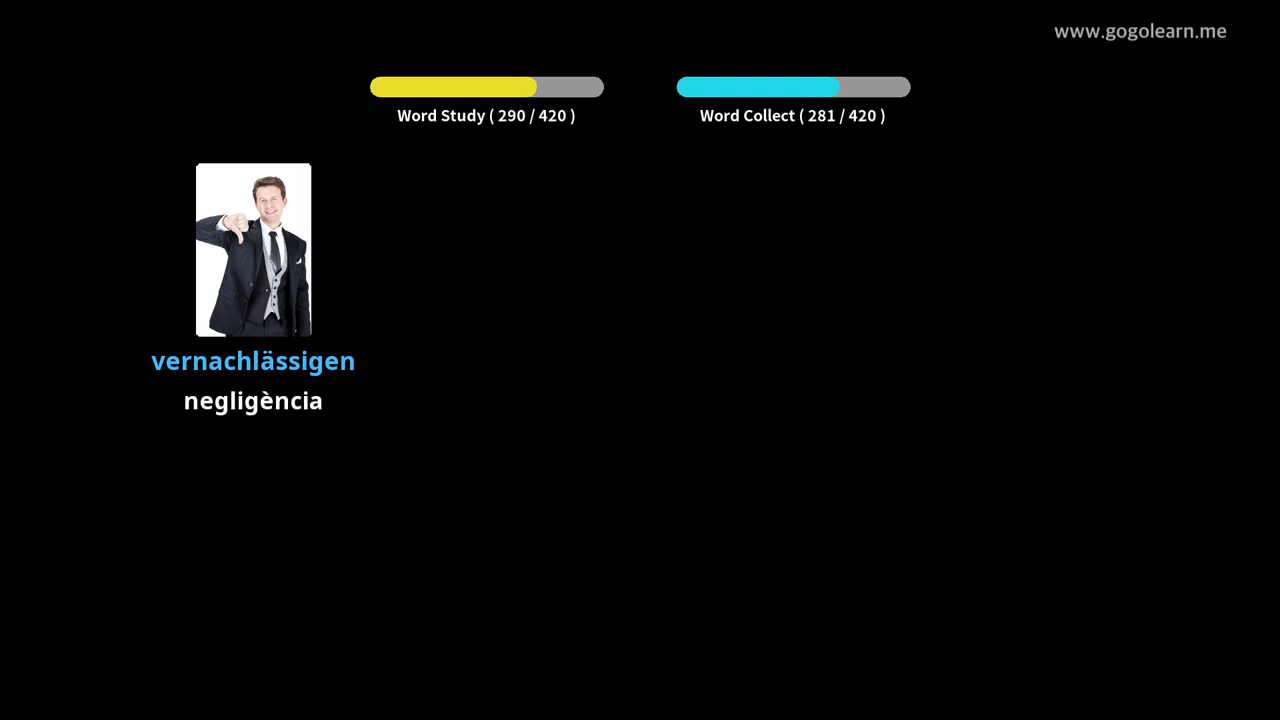 www.gogolearn.me
Word Study ( 290 / 420 )
Word Collect ( 281 / 420 )
vernachlässigen
negligència